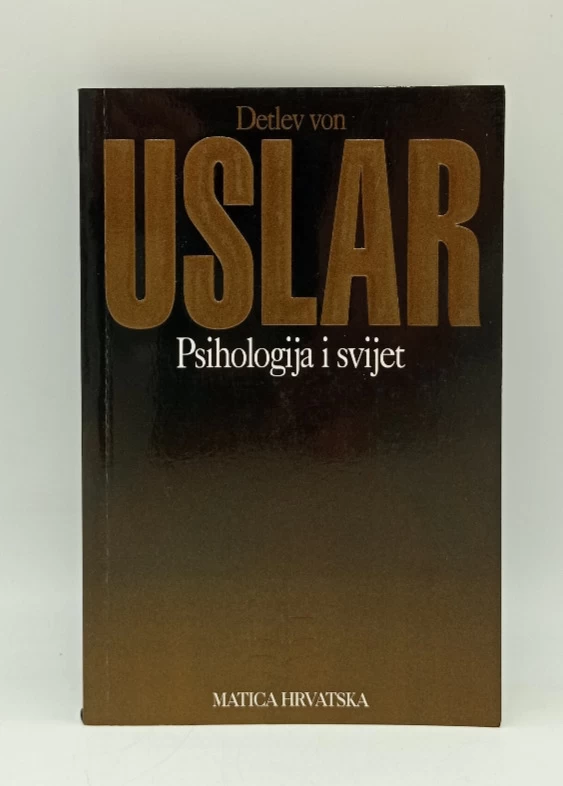 Detlev von
USLAR
Psihologija i svijet
MATICA HRVATSKA